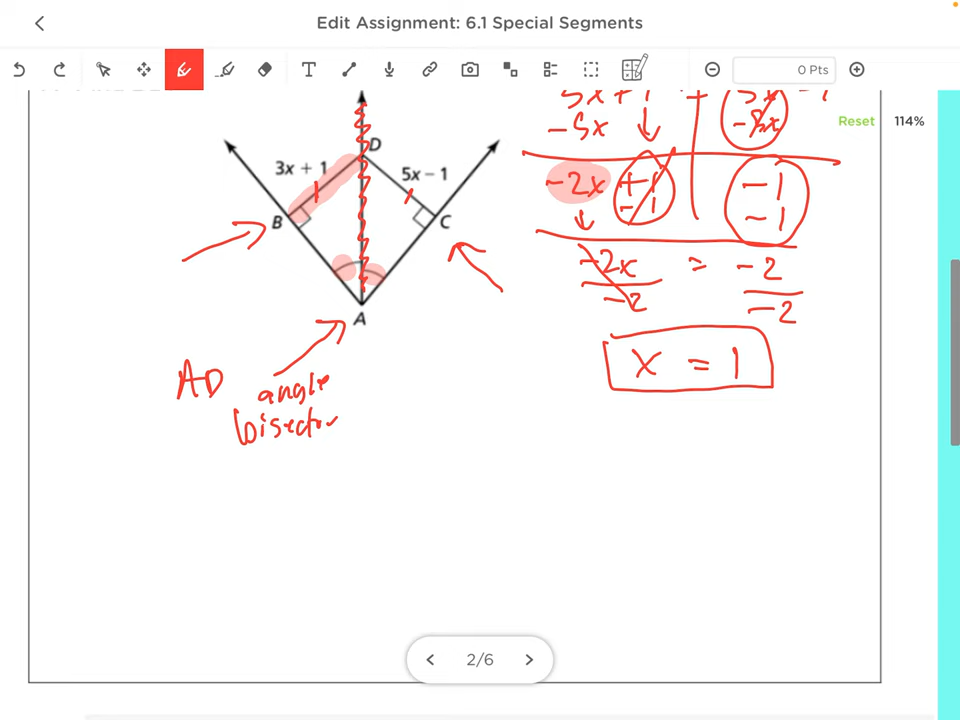 Edit Assignment: 6.1 Special Segments
T
0 Pts
Reset
114%
D
3x + 1
5x − 1
B
C
A
AD
angle
bisector
-5x
-5x
-2x +1
-1
-1
-1
-2x = -2
-2
-2
x = 1
2/6